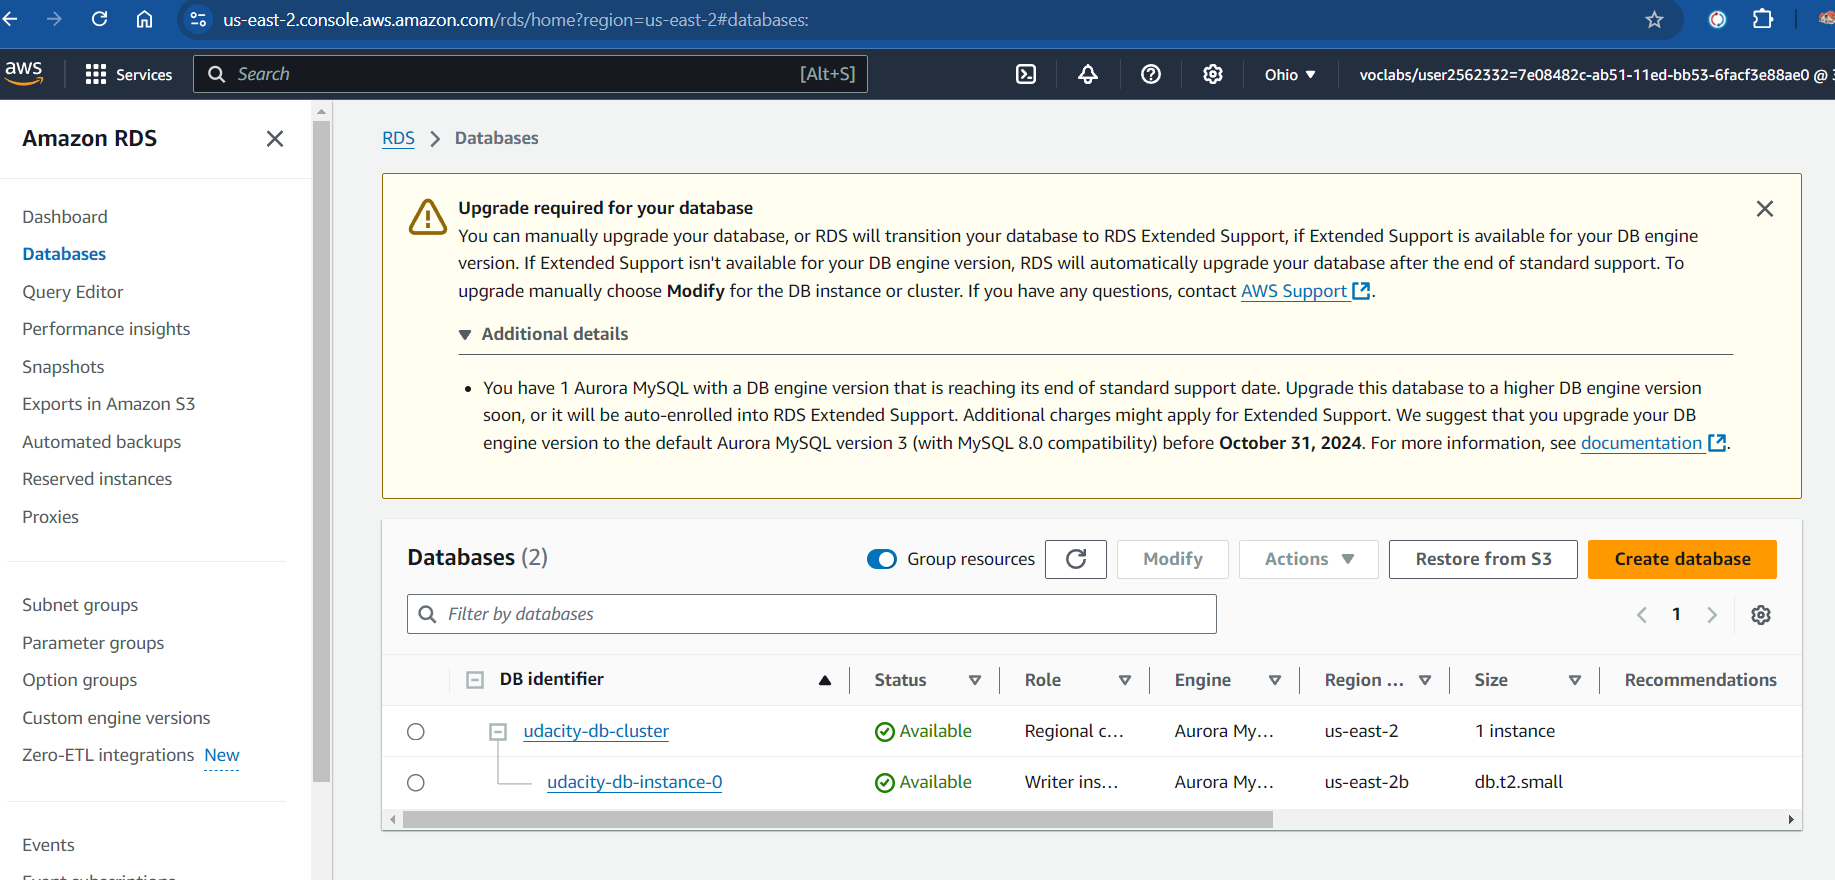 us-east-2.console.aws.amazon.com/rds/home?region=us-east-2#databases:
aws
Services
Search
[Alt+S]
Ohio
voclabs/user2562332=7e08482c-ab51-11ed-bb53-6facf3e88ae0 @
Amazon RDS
Dashboard
Databases
Query Editor
Performance insights
Snapshots
Exports in Amazon S3
Automated backups
Reserved instances
Proxies
Subnet groups
Parameter groups
Option groups
Custom engine versions
Zero-ETL integrations New
Events
Event subscriptions
RDS > Databases
Upgrade required for your database
You can manually upgrade your database, or RDS will transition your database to RDS Extended Support, if Extended Support is available for your DB engine
version. If Extended Support isn't available for your DB engine version, RDS will automatically upgrade your database after the end of standard support. To
upgrade manually choose Modify for the DB instance or cluster. If you have any questions, contact AWS Support.
Additional details
• You have 1 Aurora MySQL with a DB engine version that is reaching its end of standard support date. Upgrade this database to a higher DB engine version
soon, or it will be auto-enrolled into RDS Extended Support. Additional charges might apply for Extended Support. We suggest that you upgrade your DB
engine version to the default Aurora MySQL version 3 (with MySQL 8.0 compatibility) before October 31, 2024. For more information, see documentation.
Databases (2)
Group resources
Modify
Actions
Restore from S3
Create database
Filter by databases
1
DB identifier Status Role Engine Region ... Size Recommendations
udacity-db-cluster Available Regional c... Aurora My... us-east-2 1 instance
udacity-db-instance-0 Available Writer ins... Aurora My... us-east-2b db.t2.small